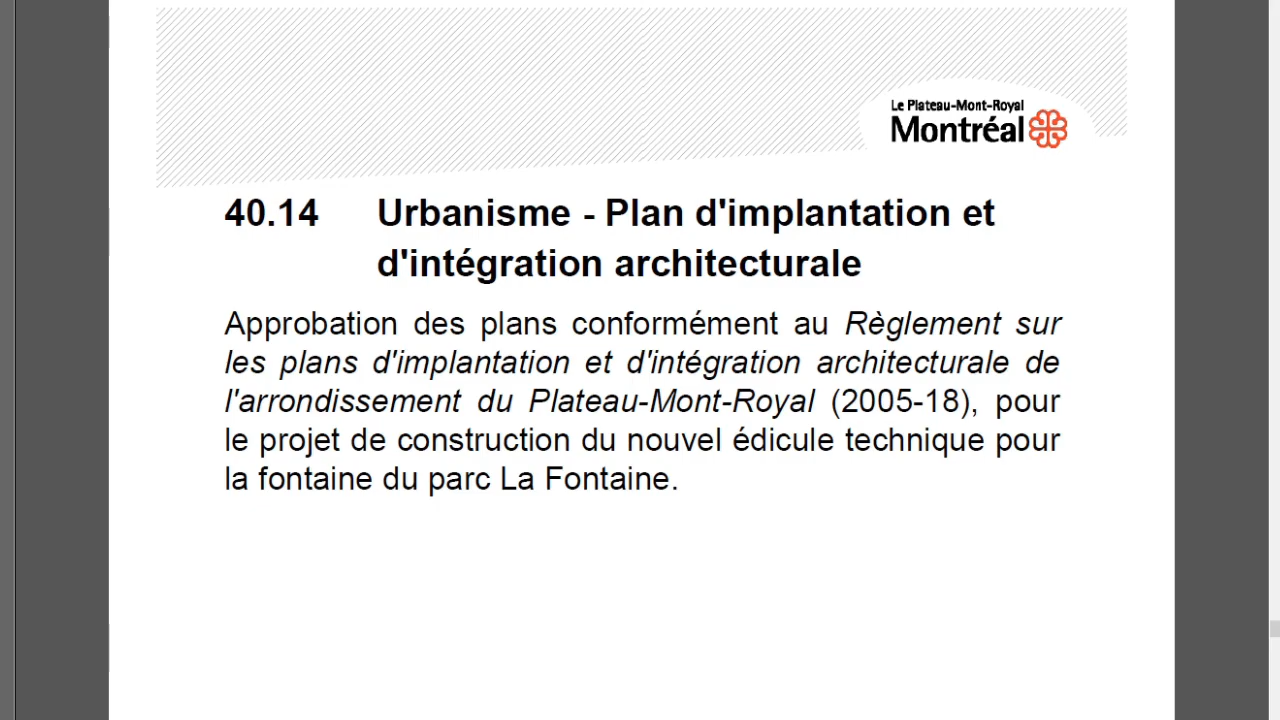 Le Plateau-Mont-Royal
Montréal
40.14 Urbanisme - Plan d'implantation et
d'intégration architecturale
Approbation des plans conformément au Règlement sur
les plans d'implantation et d'intégration architecturale de
l'arrondissement du Plateau-Mont-Royal (2005-18), pour
le projet de construction du nouvel édicule technique pour
la fontaine du parc La Fontaine.